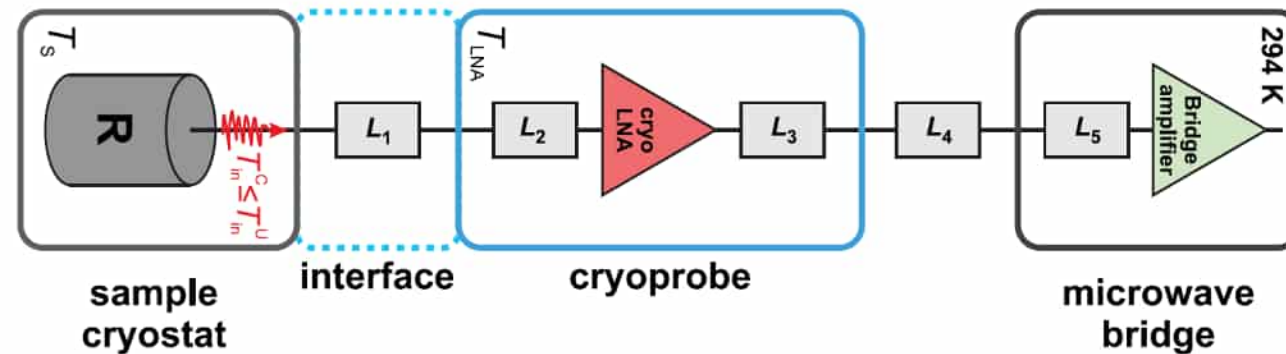 T_S
R
T_in^C ≤ T_in^U
L_1
T_LNA
L_2
cryo
LNA
L_3
L_4
294 K
L_5
Bridge
amplifier
sample
cryostat
interface
cryoprobe
microwave
bridge